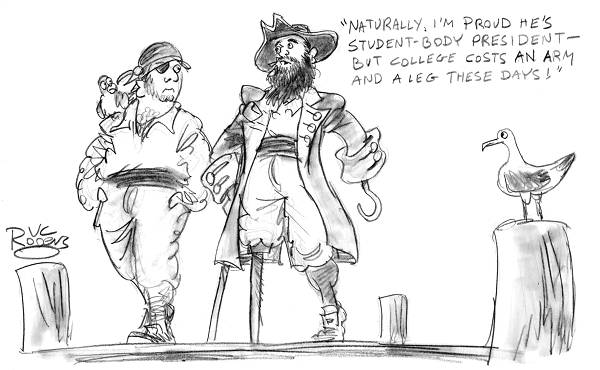 "NATURALLY, I'M PROUD HE'S
STUDENT-BODY PRESIDENT—
BUT COLLEGE COSTS AN ARM
AND A LEG THESE DAYS!"
VC
ROGERS